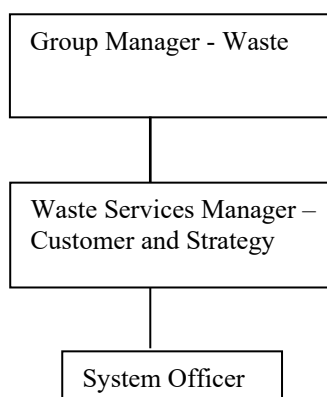 Group Manager - Waste
Waste Services Manager –
Customer and Strategy
System Officer